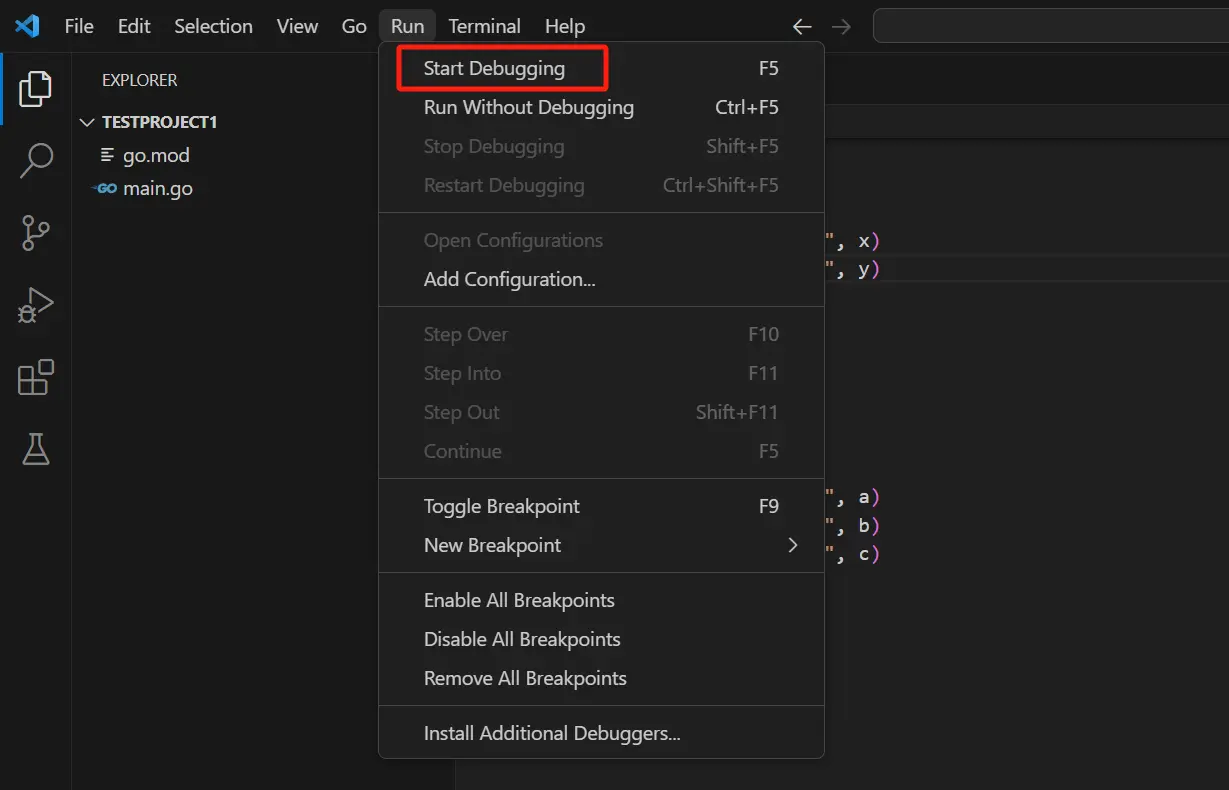 File Edit Selection View Go Run Terminal Help
EXPLORER
TESTPROJECT1
go.mod
GO main.go
Start Debugging F5
Run Without Debugging Ctrl+F5
Stop Debugging Shift+F5
Restart Debugging Ctrl+Shift+F5
Open Configurations
Add Configuration...
Step Over F10
Step Into F11
Step Out Shift+F11
Continue F5
Toggle Breakpoint F9
New Breakpoint
Enable All Breakpoints
Disable All Breakpoints
Remove All Breakpoints
Install Additional Debuggers...
", x)
", y)
", a)
", b)
", c)